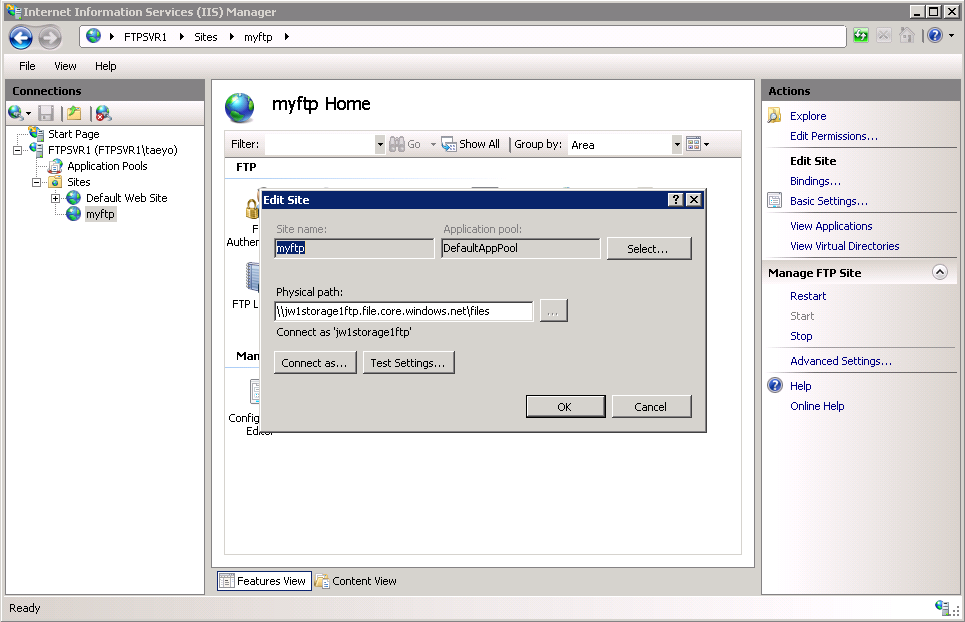 Internet Information Services (IIS) Manager
FTPSVR1 Sites myftp
File View Help
Connections
Start Page
FTPSVR1 (FTPSVR1\taeyo)
Application Pools
Sites
Default Web Site
myftp
myftp Home
Filter: Go Show All Group by: Area
FTP
Authen
FTP L
Man
Config
Editor
Edit Site
Site name: Application pool:
myftp DefaultAppPool Select...
Physical path:
\\jw1storage1ftp.file.core.windows.net\files ...
Connect as 'jw1storage1ftp'
Connect as... Test Settings...
OK Cancel
Features View Content View
Actions
Explore
Edit Permissions...
Edit Site
Bindings...
Basic Settings...
View Applications
View Virtual Directories
Manage FTP Site
Restart
Start
Stop
Advanced Settings...
Help
Online Help
Ready